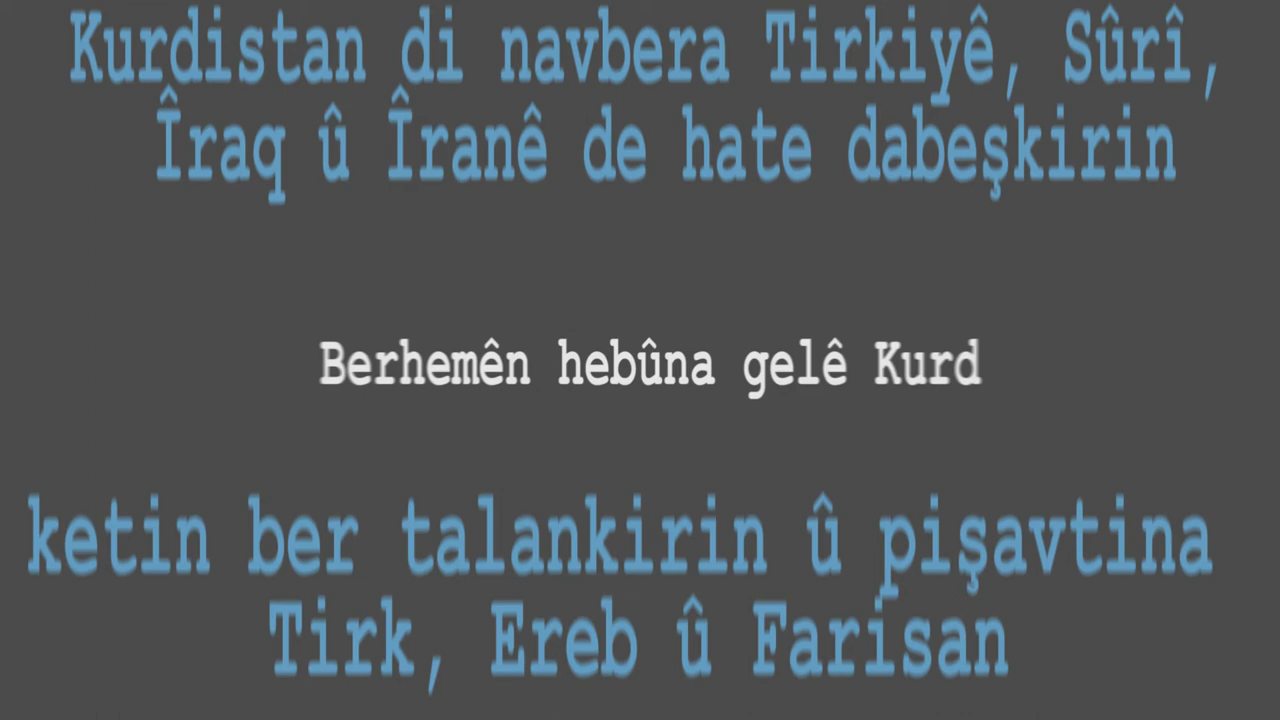 Kurdistan di navbera Tirkiyê, Sûrî,
Îraq û Îranê de hate dabeşkirin
Berhemên hebûna gelê Kurd
ketin ber talankirin û pişavtina
Tirk, Ereb û Farisan